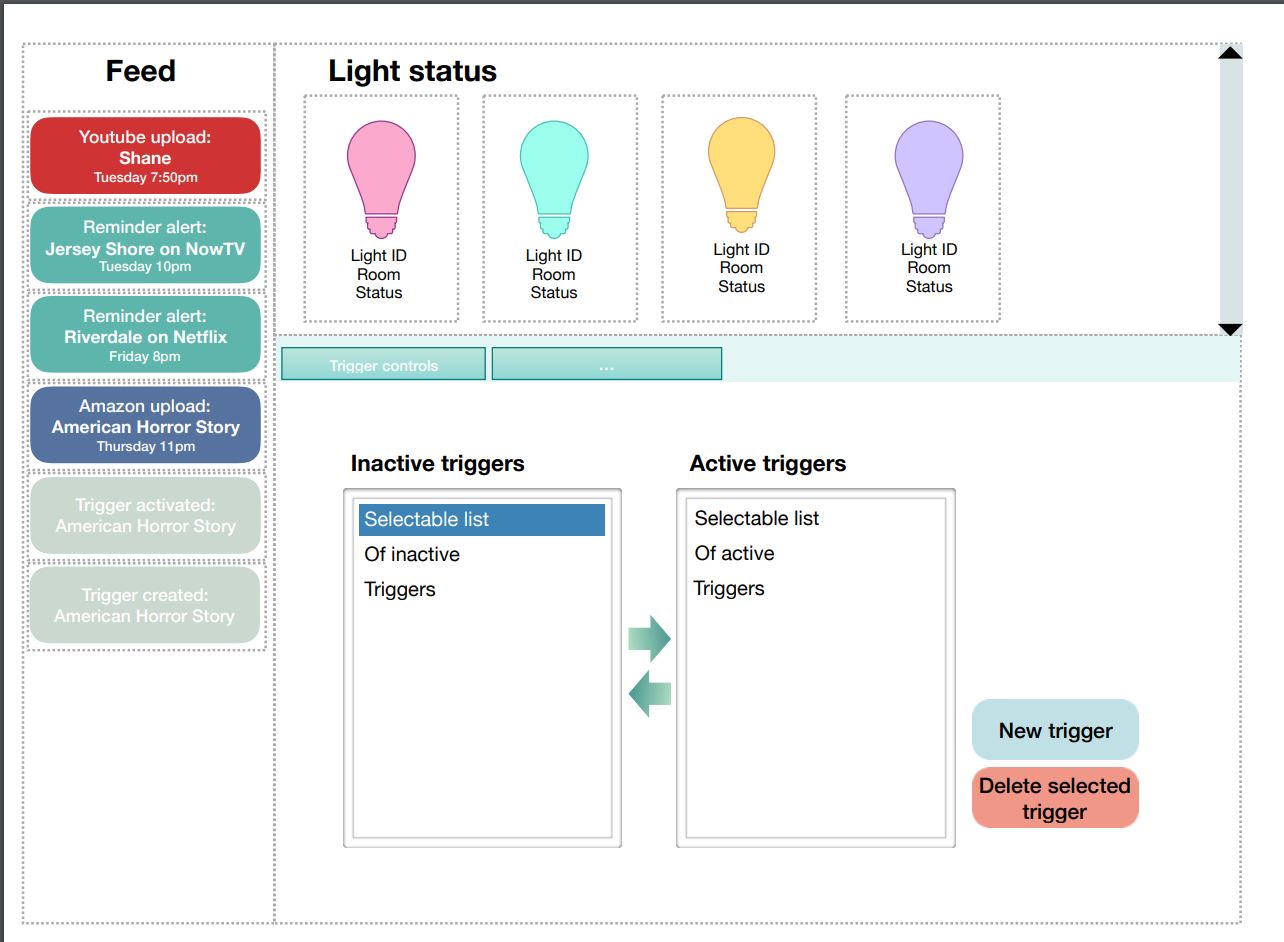 Feed
Youtube upload:
Shane
Tuesday 7:50pm
Reminder alert:
Jersey Shore on NowTV
Tuesday 10pm
Reminder alert:
Riverdale on Netflix
Friday 8pm
Amazon upload:
American Horror Story
Thursday 11pm
Trigger activated:
American Horror Story
Trigger created:
American Horror Story
Light status
Light ID
Room
Status
Light ID
Room
Status
Light ID
Room
Status
Light ID
Room
Status
Trigger controls
...
Inactive triggers
Selectable list
Of inactive
Triggers
Active triggers
Selectable list
Of active
Triggers
New trigger
Delete selected
trigger